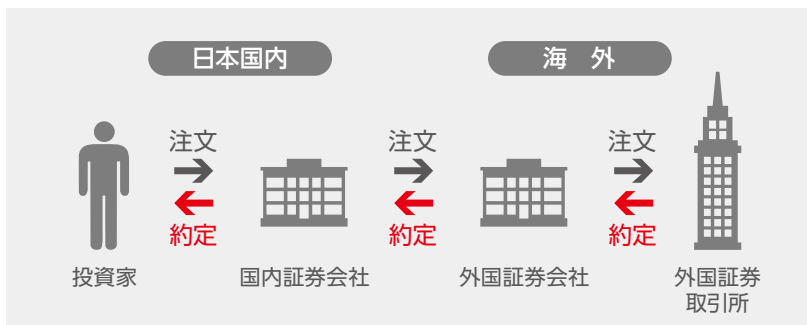 日本国内
海　外
注文
注文
注文
約定
約定
約定
投資家
国内証券会社
外国証券会社
外国証券
取引所